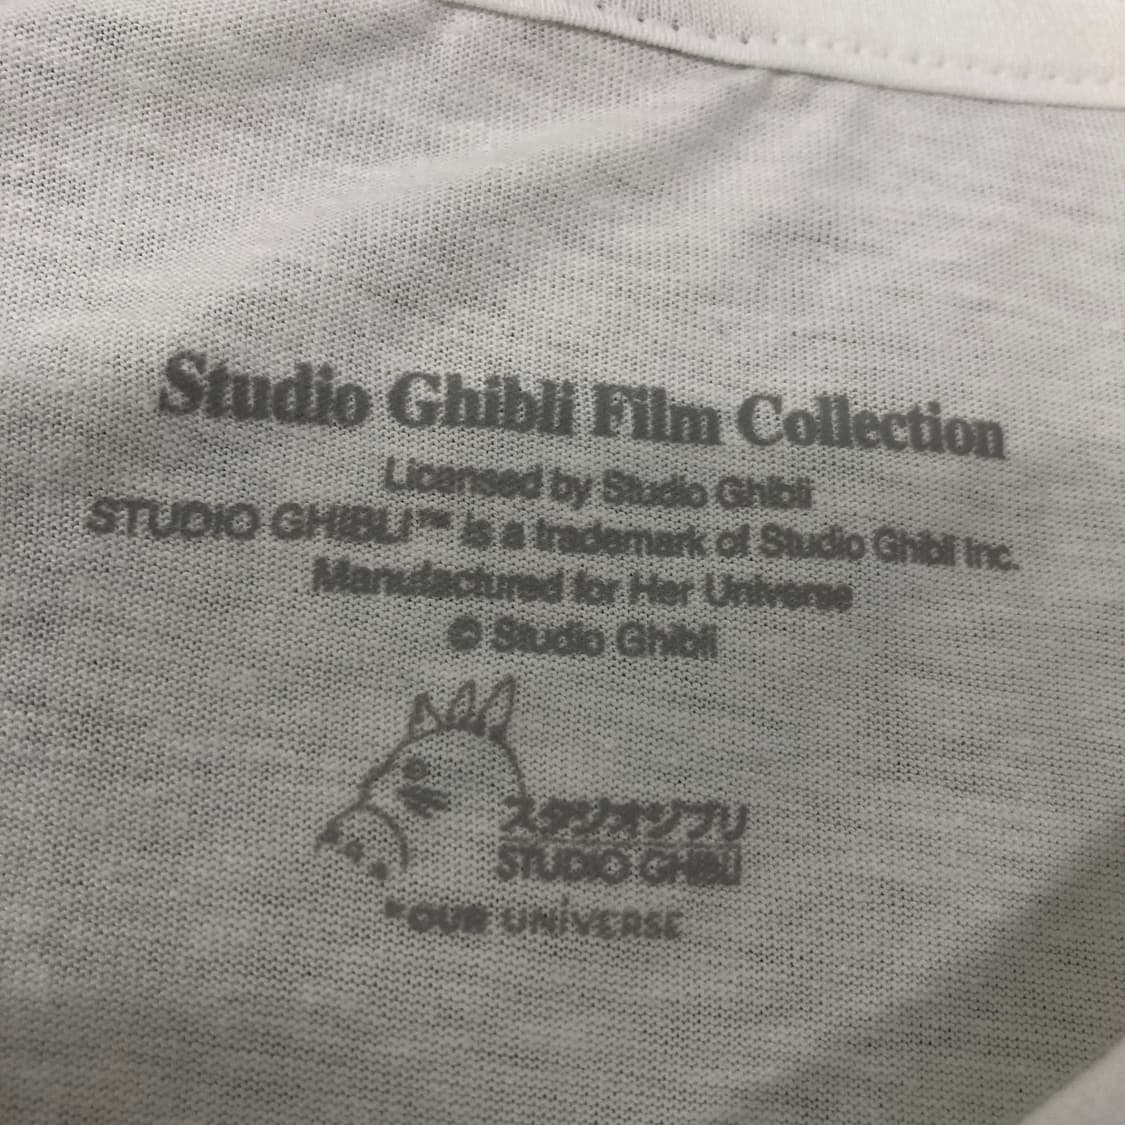 Studio Ghibli Film Collection
Licensed by Studio Ghibli
STUDIO GHIBLI™ is a trademark of Studio Ghibli Inc.
Manufactured for Her Universe
© Studio Ghibli
スタジオジブリ
STUDIO GHIBLI
OUR UNIVERSE